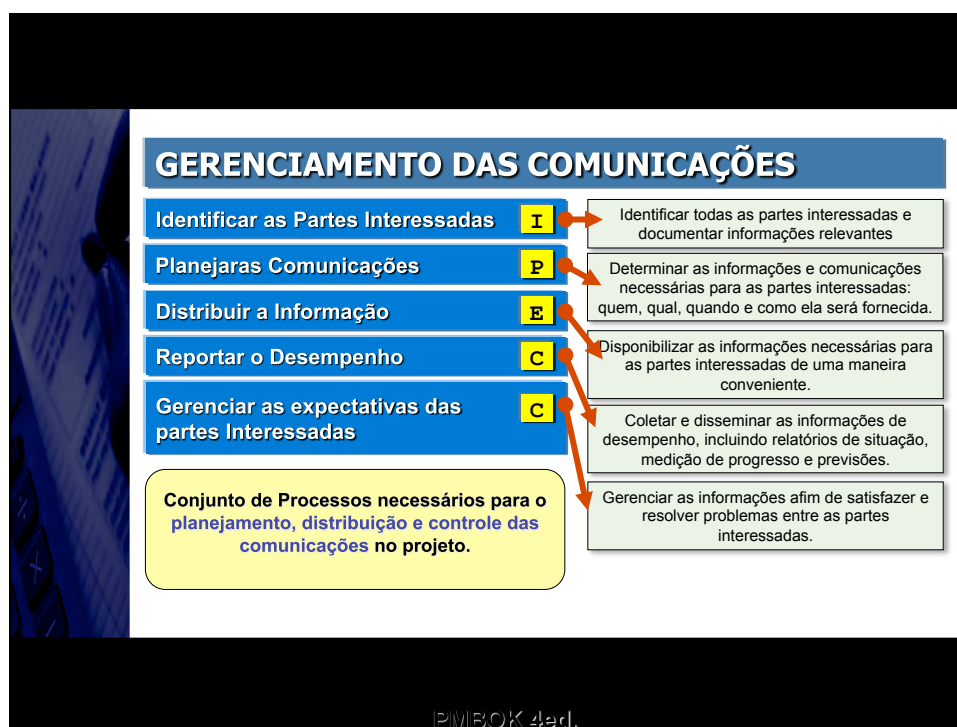 GERENCIAMENTO DAS COMUNICAÇÕES
Identificar as Partes Interessadas I
Identificar todas as partes interessadas e
documentar informações relevantes
Planejaras Comunicações P
Determinar as informações e comunicações
necessárias para as partes interessadas:
quem, qual, quando e como ela será fornecida.
Distribuir a Informação E
Disponibilizar as informações necessárias para
as partes interessadas de uma maneira
conveniente.
Reportar o Desempenho C
Coletar e disseminar as informações de
desempenho, incluindo relatórios de situação,
medição de progresso e previsões.
Gerenciar as expectativas das
partes Interessadas
C
Gerenciar as informações afim de satisfazer e
resolver problemas entre as partes
interessadas.
Conjunto de Processos necessários para o
planejamento, distribuição e controle das
comunicações no projeto.
PMBOK 4ed.